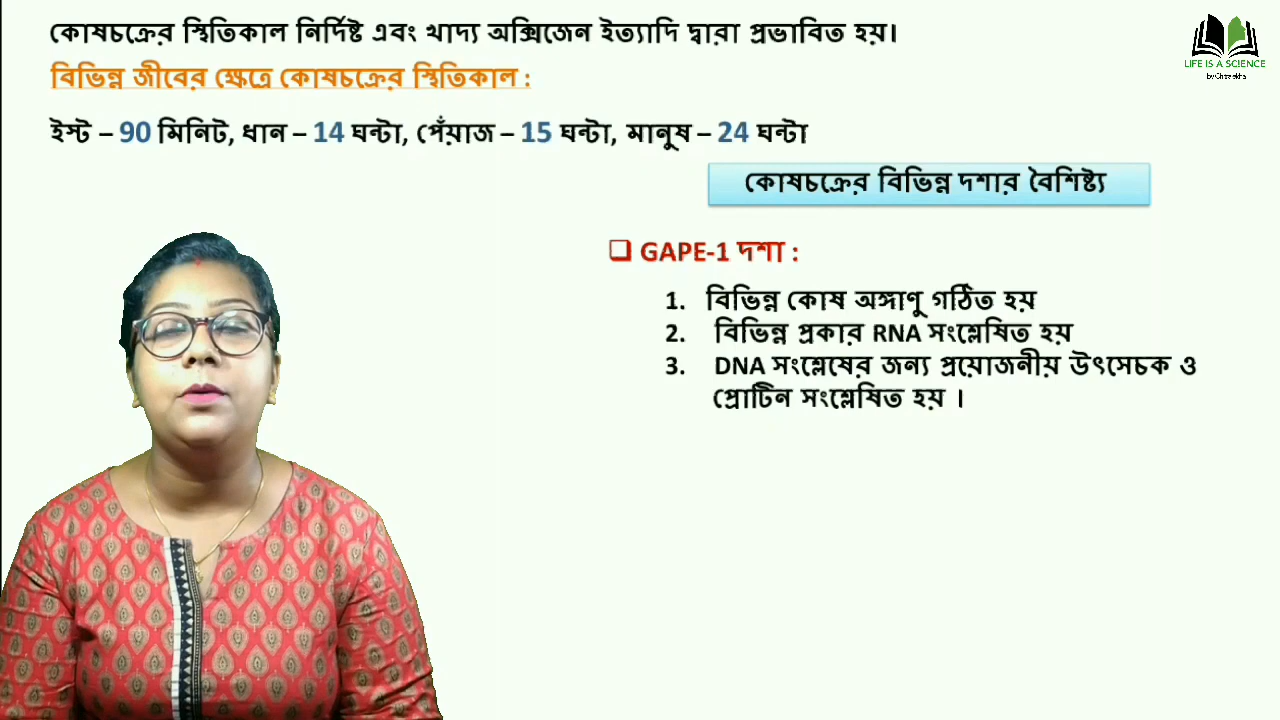 কোষচক্রের স্থিতিকাল নির্দিষ্ট এবং খাদ্য অক্সিজেন ইত্যাদি দ্বারা প্রভাবিত হয়।
বিভিন্ন জীবের ক্ষেত্রে কোষচক্রের স্থিতিকাল :
ইস্ট – 90 মিনিট, ধান – 14 ঘন্টা, পেঁয়াজ – 15 ঘন্টা, মানুষ – 24 ঘন্টা
কোষচক্রের বিভিন্ন দশার বৈশিষ্ট্য
GAPE-1 দশা :
1. বিভিন্ন কোষ অঙ্গাণু গঠিত হয়
2. বিভিন্ন প্রকার RNA সংশ্লেষিত হয়
3. DNA সংশ্লেষের জন্য প্রয়োজনীয় উৎসেচক ও
প্রোটিন সংশ্লেষিত হয় ।
LIFE IS A SCIENCE